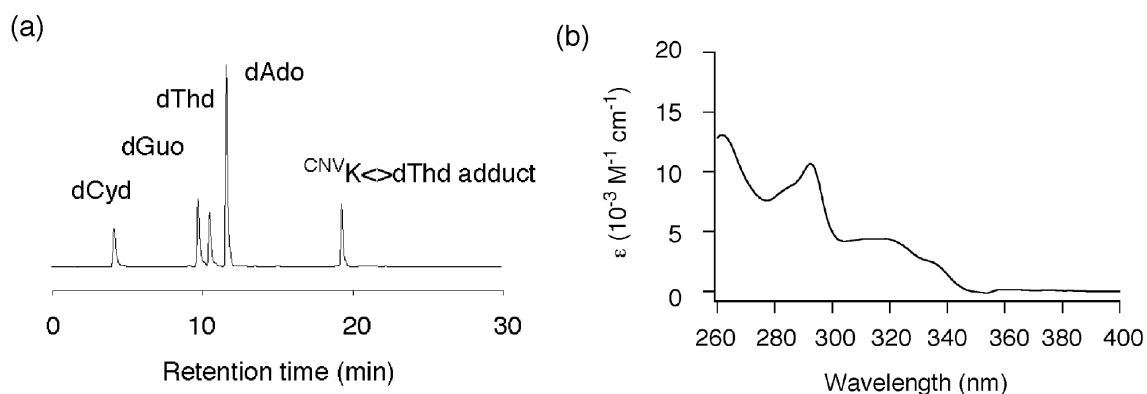 (a)
dAdo
dThd
dGuo
dCyd
CNVK<>dThd adduct
0 10 20 30
Retention time (min)
(b)
20
15
10
5
0
ε (10-3 M-1 cm-1)
260 280 300 320 340 360 380 400
Wavelength (nm)